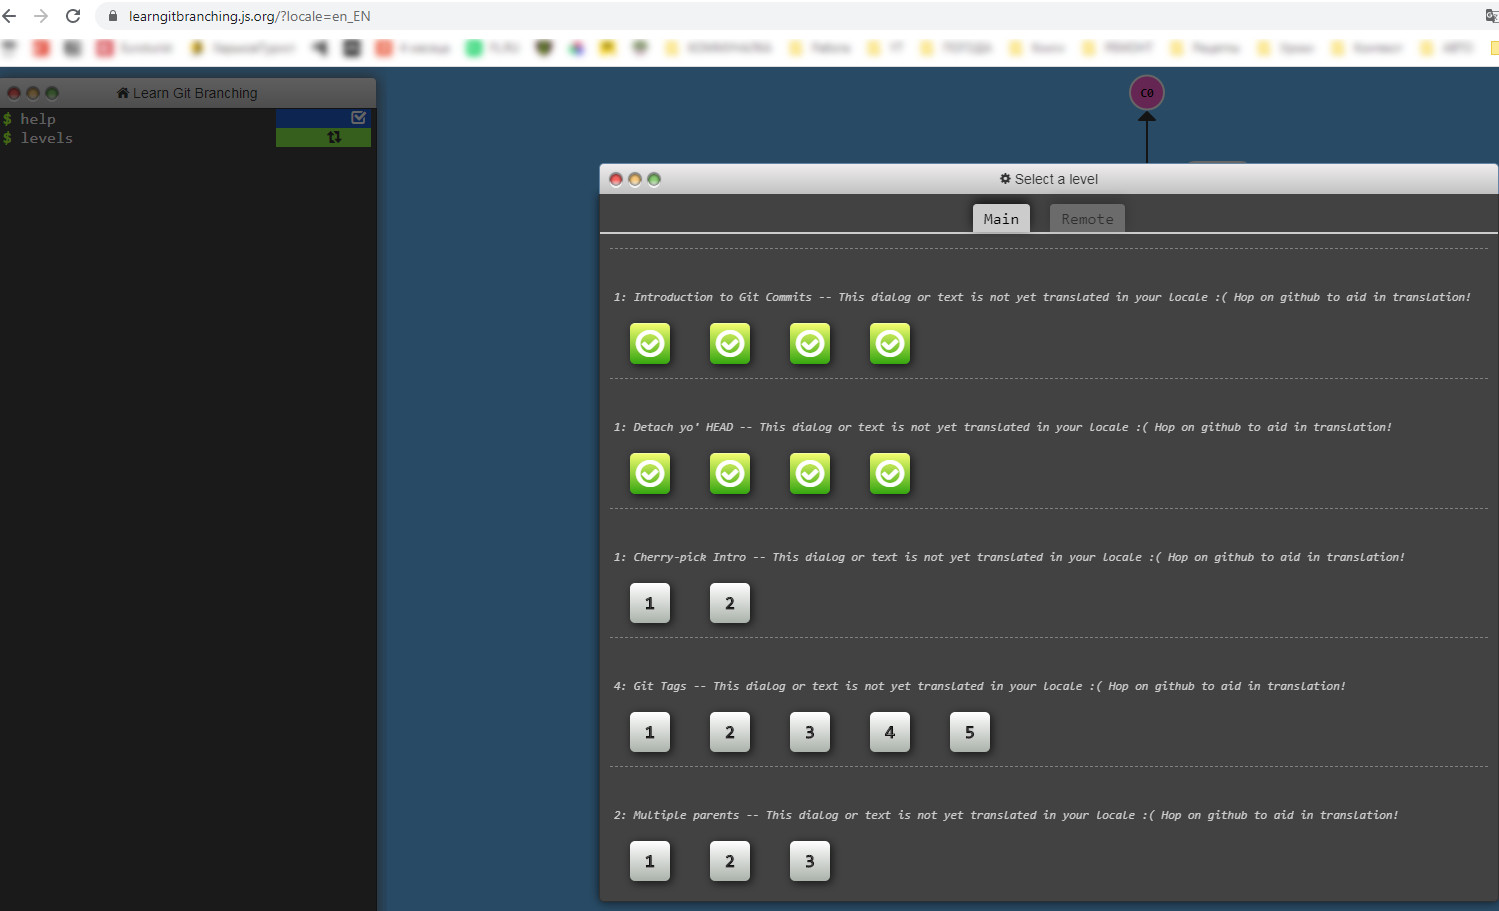 learngitbranching.js.org/?locale=en_EN
Learn Git Branching
$ help
$ levels
C0
Select a level
Main Remote
1: Introduction to Git Commits -- This dialog or text is not yet translated in your locale :( Hop on github to aid in translation!
1: Detach yo' HEAD -- This dialog or text is not yet translated in your locale :( Hop on github to aid in translation!
1: Cherry-pick Intro -- This dialog or text is not yet translated in your locale :( Hop on github to aid in translation!
1 2
4: Git Tags -- This dialog or text is not yet translated in your locale :( Hop on github to aid in translation!
1 2 3 4 5
2: Multiple parents -- This dialog or text is not yet translated in your locale :( Hop on github to aid in translation!
1 2 3